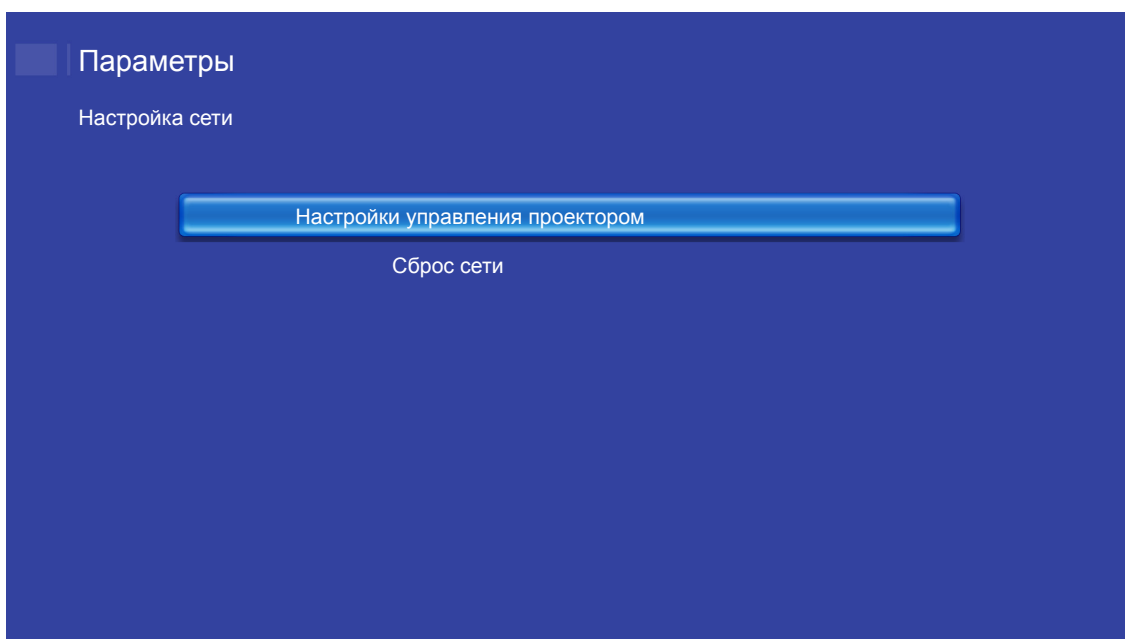 Параметры
Настройка сети
Настройки управления проектором
Сброс сети